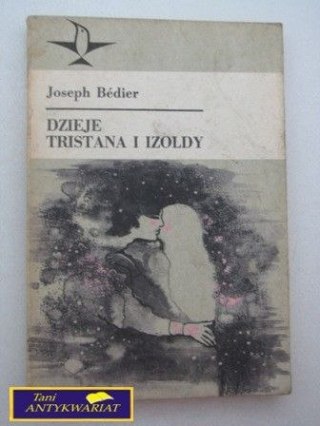 Joseph Bédier
DZIEJE
TRISTANA I IZOLDY
Tani
ANTYKWARIAT